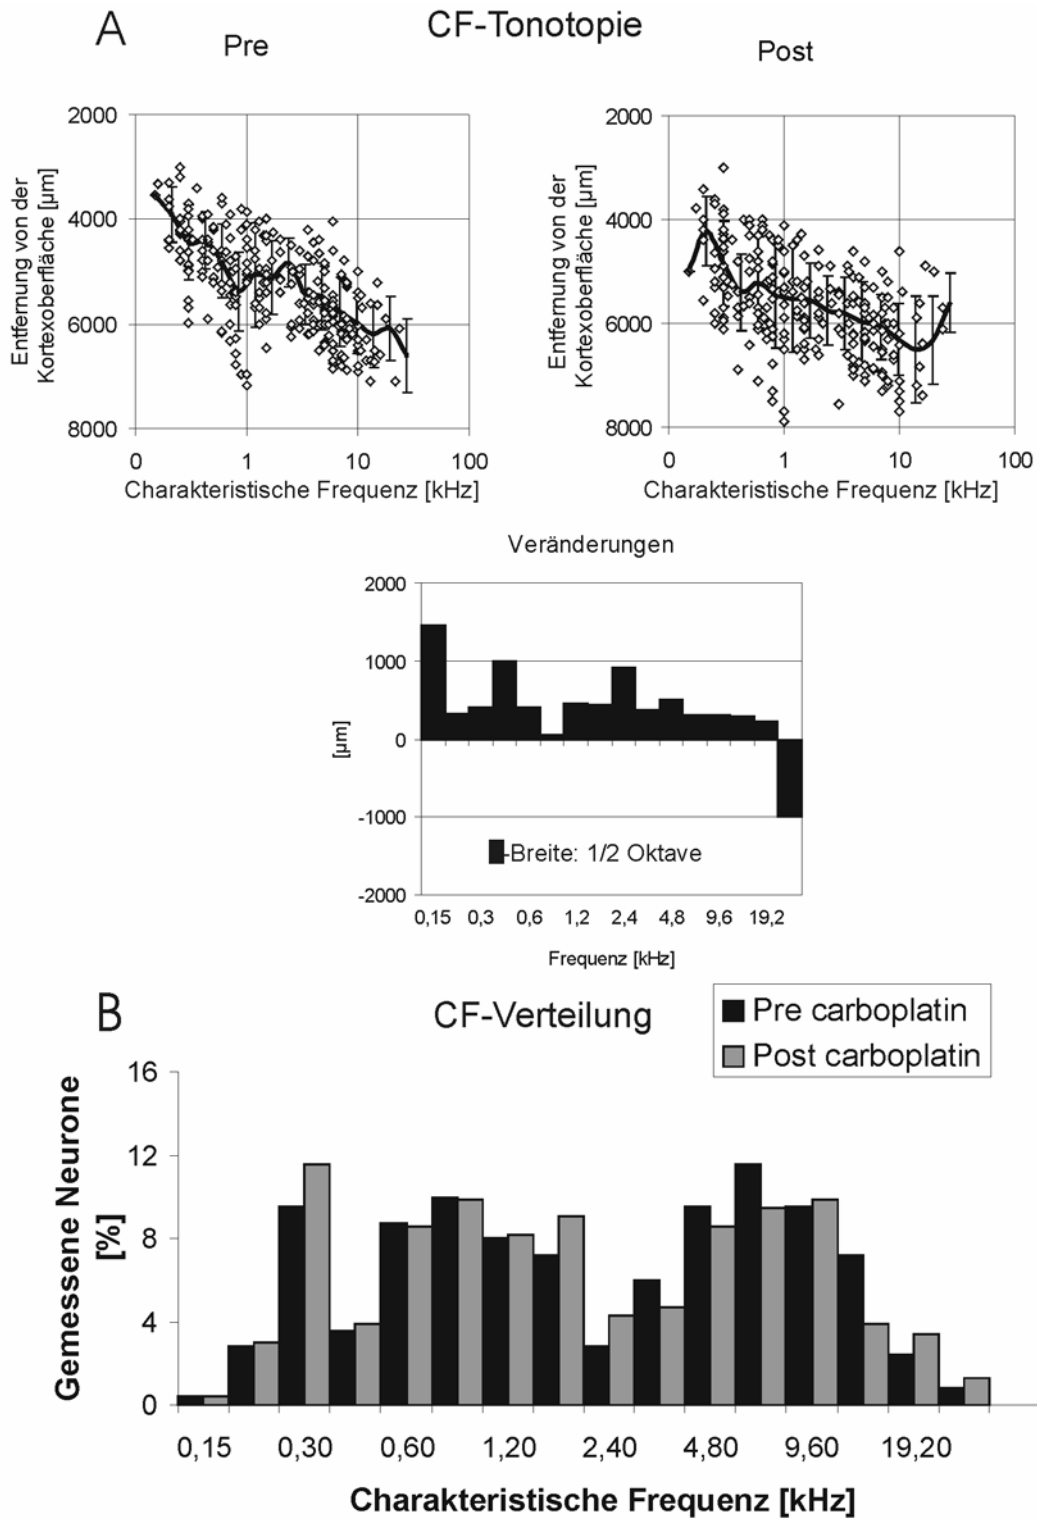 A
CF-Tonotopie
Pre
Post
Entfernung von der
Kortexoberfläche [µm]
2000
4000
6000
8000
0 1 10 100
Charakteristische Frequenz [kHz]
Entfernung von der
Kortexoberfläche [µm]
2000
4000
6000
8000
0 1 10 100
Charakteristische Frequenz [kHz]
Veränderungen
[µm]
2000
1000
0
-1000
-2000
-Breite: 1/2 Oktave
0,15 0,3 0,6 1,2 2,4 4,8 9,6 19,2
Frequenz [kHz]
B
CF-Verteilung
Pre carboplatin
Post carboplatin
Gemessene Neurone
[%]
16
12
8
4
0
0,15 0,30 0,60 1,20 2,40 4,80 9,60 19,20
Charakteristische Frequenz [kHz]